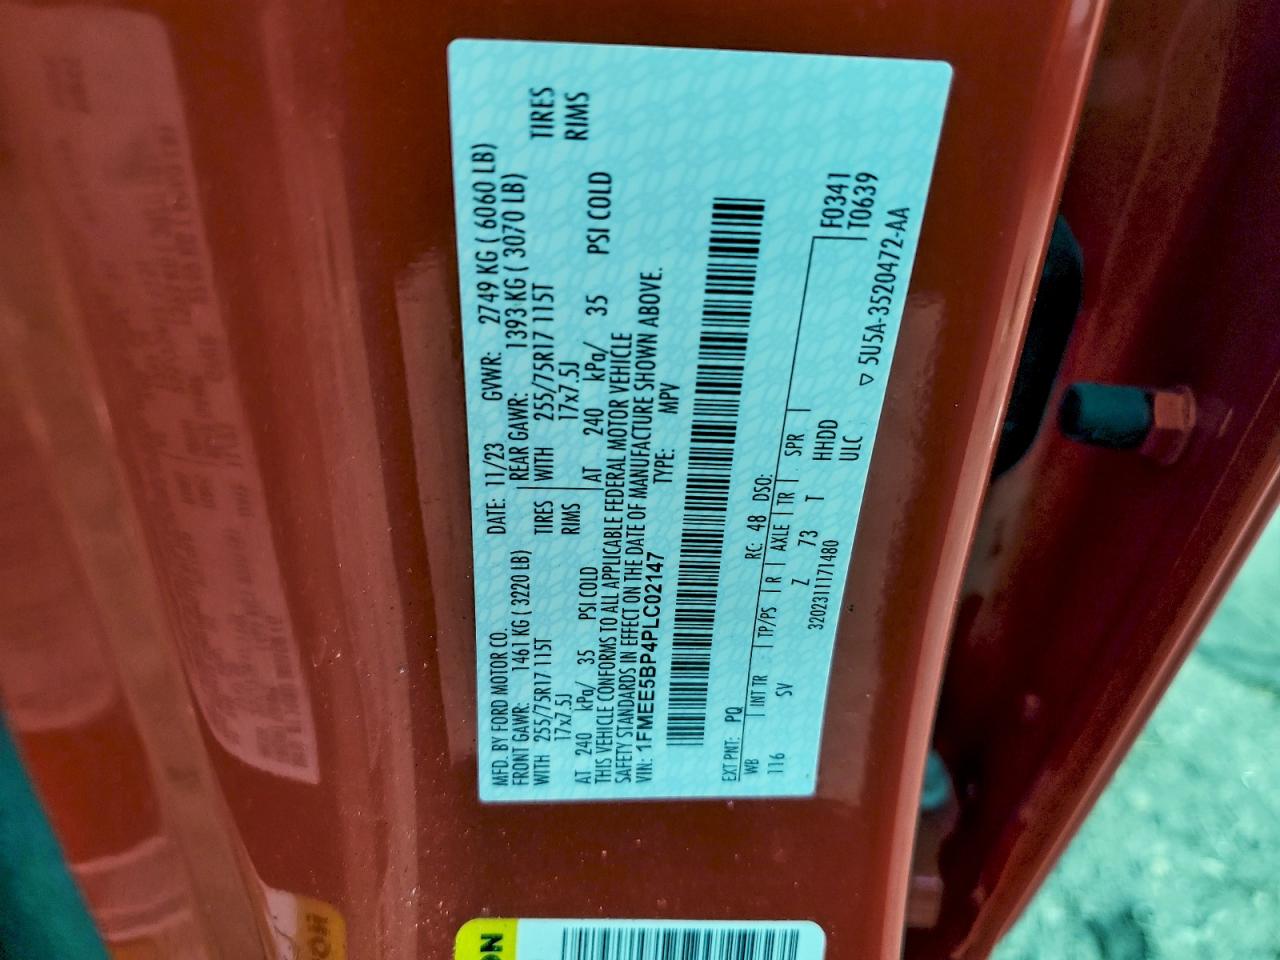 MFD. BY FORD MOTOR CO. DATE: 11/23 GVWR: 2749 KG ( 6060 LB)
FRONT GAWR: 1461 KG ( 3220 LB) REAR GAWR: 1393 KG ( 3070 LB)
WITH 255/75R17 115T TIRES WITH 255/75R17 115T TIRES
17x7.5J RIMS 17x7.5J RIMS
AT 240 kPa/ 35 PSI COLD AT 240 kPa/ 35 PSI COLD
THIS VEHICLE CONFORMS TO ALL APPLICABLE FEDERAL MOTOR VEHICLE
SAFETY STANDARDS IN EFFECT ON THE DATE OF MANUFACTURE SHOWN ABOVE.
VIN: 1FMEE5BP4PLC02147 TYPE: MPV
EXT PNT: PQ RC: 48 DSO:
WB INT TR TP/PS R AXLE TR SPR F0341
116 SV Z 73 T HHDD T0639
3202311171480 ULC ▽ 5U5A-3520472-AA